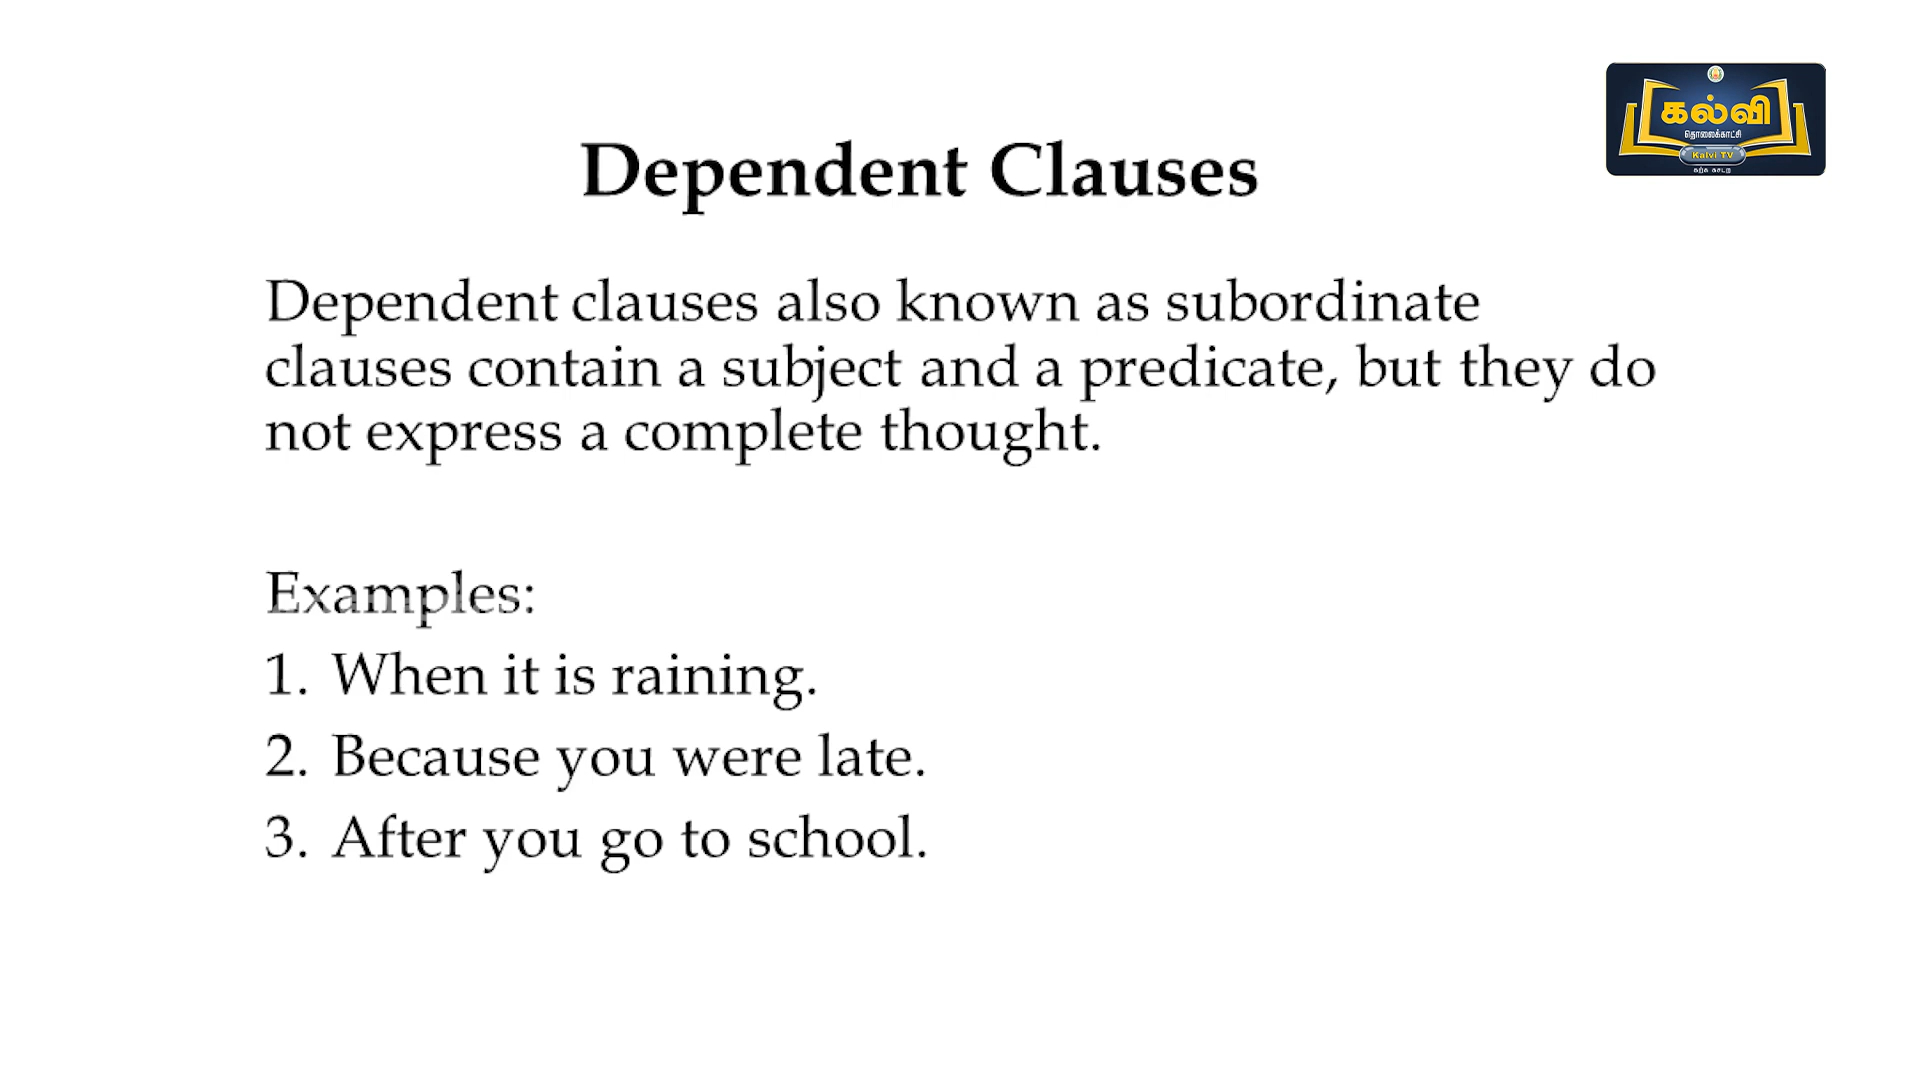 கல்வி
தொலைக்காட்சி
Kalvi TV
கற்க கசடற
Dependent Clauses
Dependent clauses also known as subordinate
clauses contain a subject and a predicate, but they do
not express a complete thought.
Examples:
1. When it is raining.
2. Because you were late.
3. After you go to school.